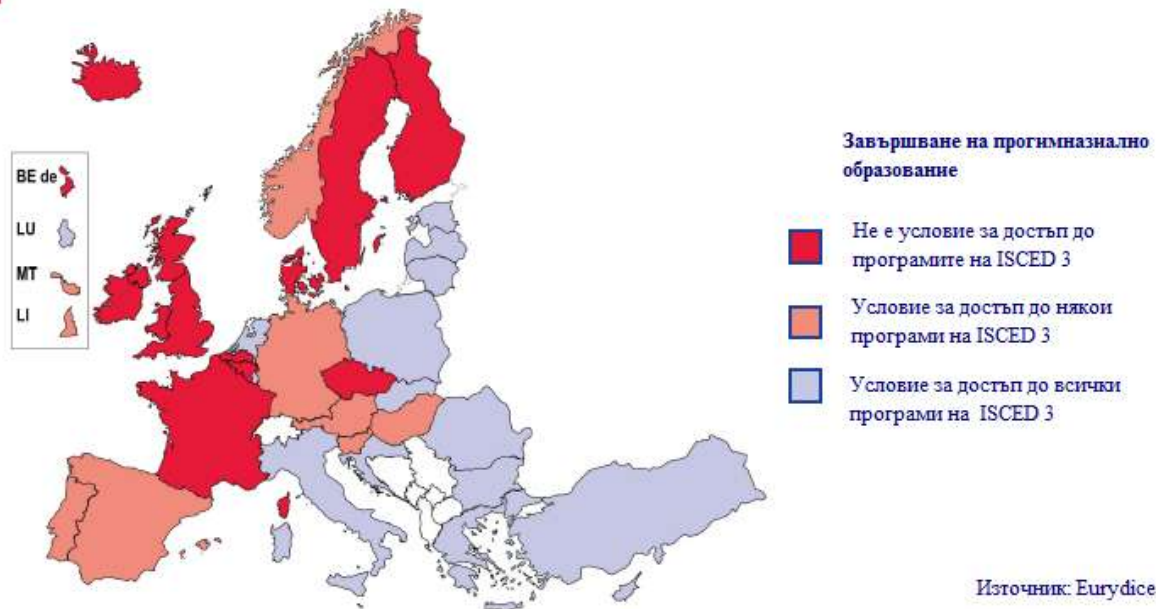 BE de
LU
MT
LI
Завършване на прогимназиално
образование
Не е условие за достъп до
програмите на ISCED 3
Условие за достъп до някои
програми на ISCED 3
Условие за достъп до всички
програми на ISCED 3
Източник: Eurydice